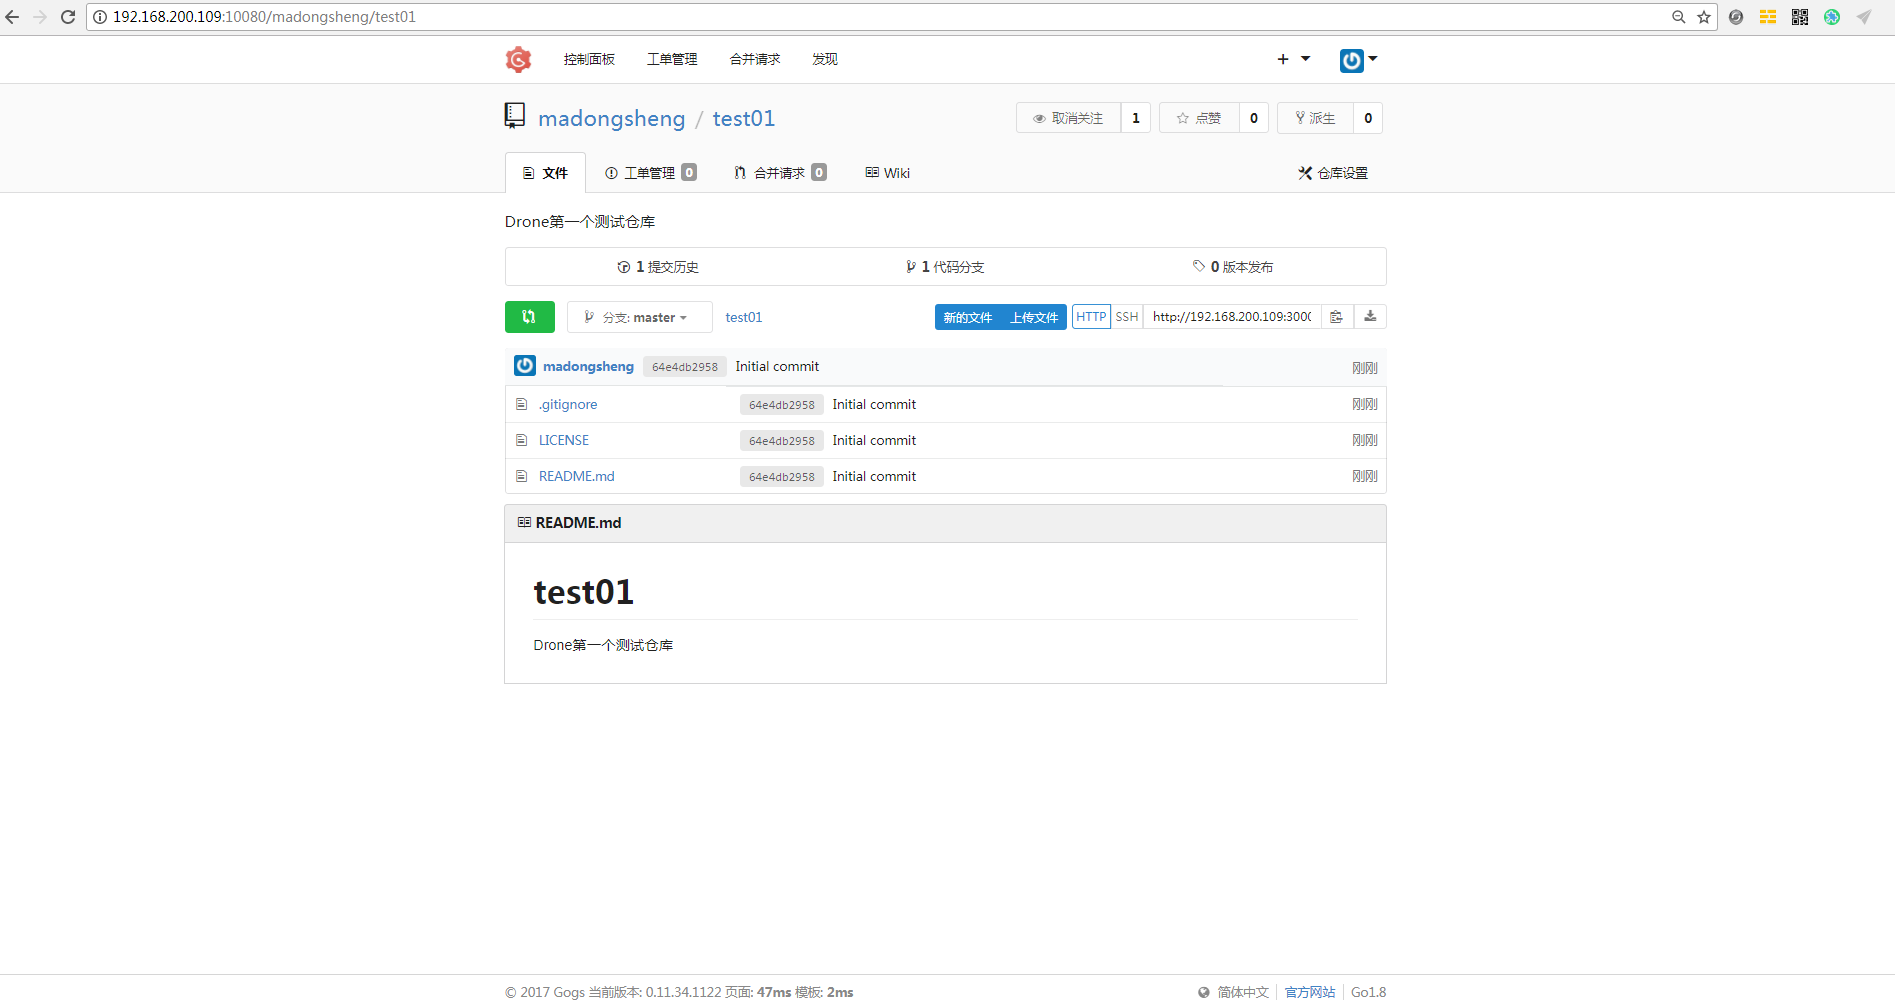 192.168.200.109:10080/madongsheng/test01
控制面板 工单管理 合并请求 发现
madongsheng / test01 取消关注 1 点赞 0 派生 0
文件 工单管理 0 合并请求 0 Wiki 仓库设置
Drone第一个测试仓库
1 提交历史 1 代码分支 0 版本发布
分支: master test01 新的文件 上传文件 HTTP SSH http://192.168.200.109:3000
madongsheng 64e4db2958 Initial commit 刚刚
.gitignore 64e4db2958 Initial commit 刚刚
LICENSE 64e4db2958 Initial commit 刚刚
README.md 64e4db2958 Initial commit 刚刚
README.md
test01
Drone第一个测试仓库
© 2017 Gogs 当前版本: 0.11.34.1122 页面: 47ms 模板: 2ms 简体中文 官方网站 Go1.8